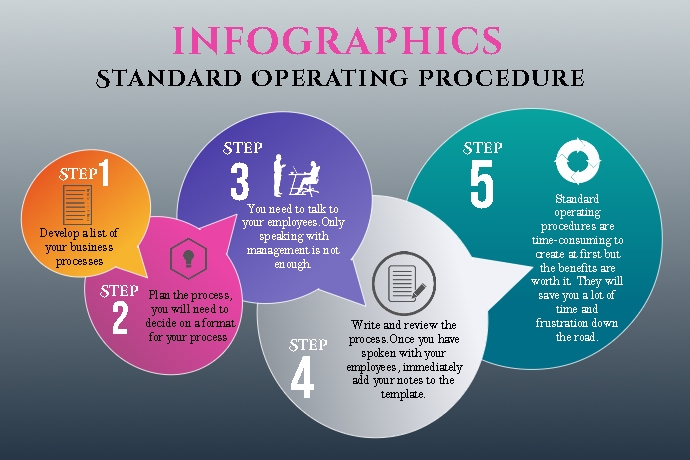 INFOGRAPHICS
STANDARD OPERATING PROCEDURE
STEP 1
Develop a list of
your business
processes
STEP
2
Plan the process,
you will need to
decide on a format
for your process
STEP
3
You need to talk to
your employees.Only
speaking with
management is not
enough.
STEP
4
Write and review the
process.Once you have
spoken with your
employees, immediately
add your notes to the
template.
STEP
5
Standard
operating
procedures are
time-consuming to
create at first but
the benefits are
worth it. They will
save you a lot of
time and
frustration down
the road.